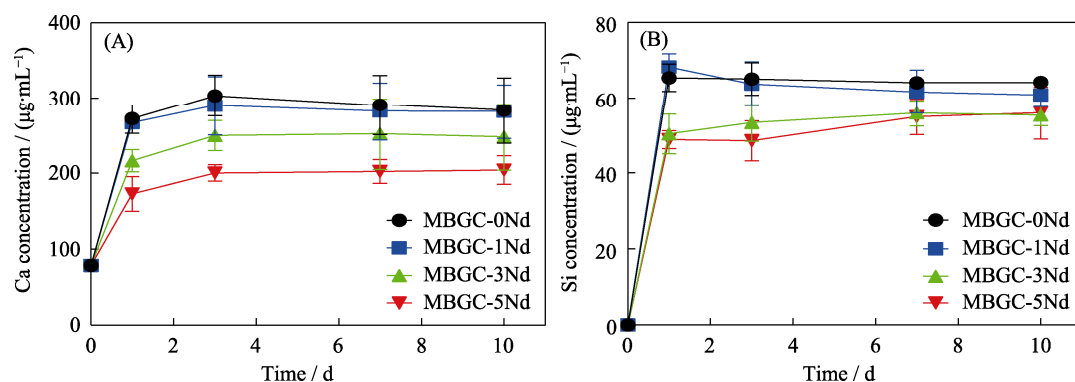 (A)
Ca concentration / (μg·mL⁻¹)
400
300
200
100
0
0 2 4 6 8 10
Time / d
MBGC-0Nd
MBGC-1Nd
MBGC-3Nd
MBGC-5Nd
(B)
Si concentration / (μg·mL⁻¹)
80
60
40
20
0
0 2 4 6 8 10
Time / d
MBGC-0Nd
MBGC-1Nd
MBGC-3Nd
MBGC-5Nd